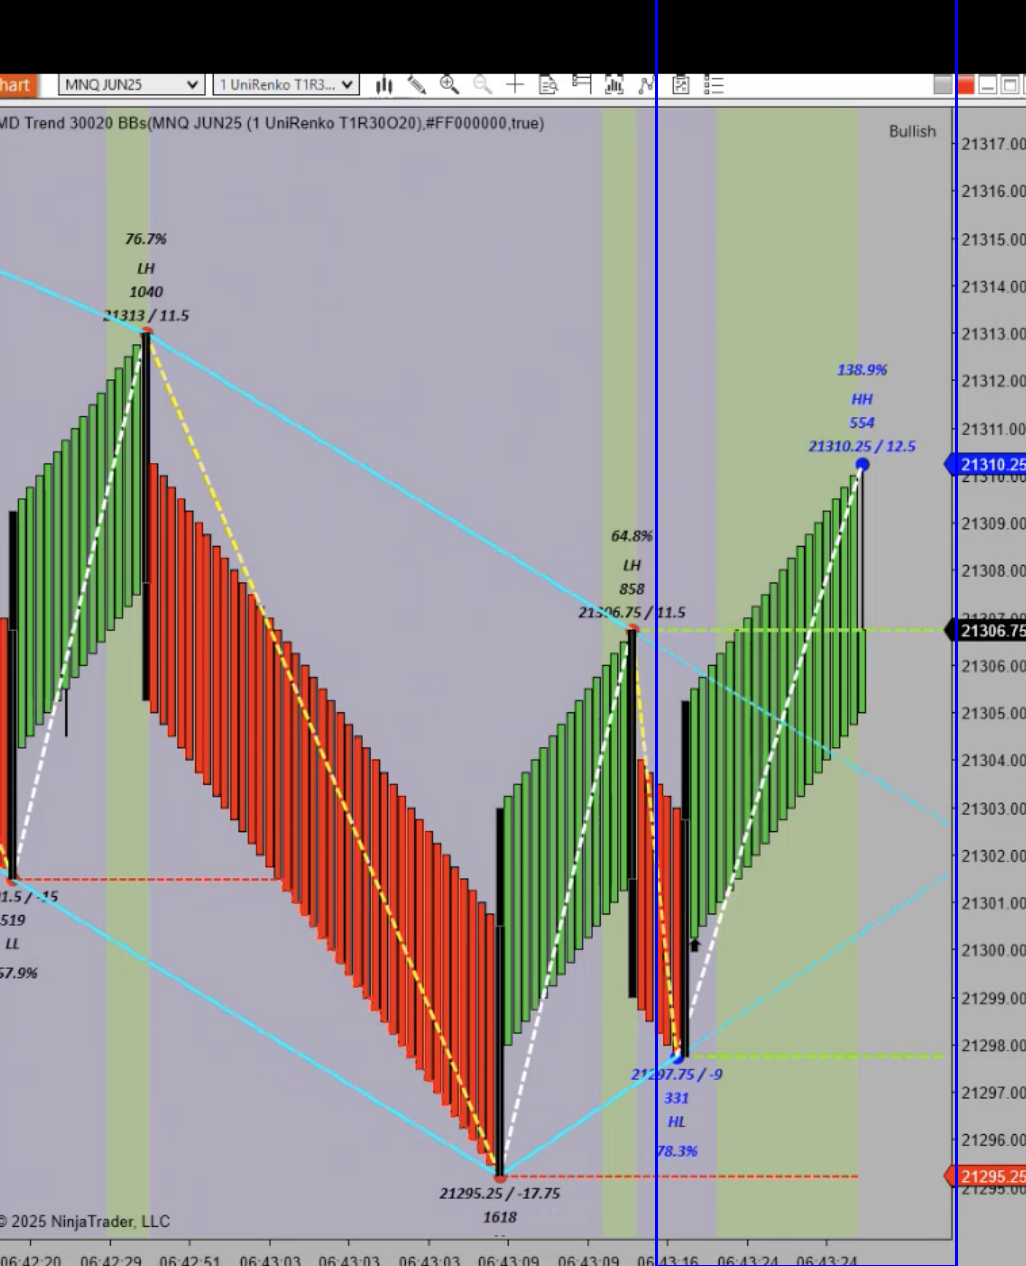 hart
MNQ JUN25
1 UniRenko T1R3...
MD Trend 30020 BBs(MNQ JUN25 (1 UniRenko T1R30O20),#FF000000,true)
Bullish
21317.00
21316.00
21315.00
21314.00
21313.00
21312.00
21311.00
21310.25
21310.00
21309.00
21308.00
21306.75
21306.00
21305.00
21304.00
21303.00
21302.00
21301.00
21300.00
21299.00
21298.00
21297.00
21296.00
21295.25
21295.00
76.7%
LH
1040
21313 / 11.5
138.9%
HH
554
21310.25 / 12.5
64.8%
LH
858
21306.75 / 11.5
01.5 / -15
519
LL
57.9%
21297.75 / -9
331
HL
78.3%
21295.25 / -17.75
1618
© 2025 NinjaTrader, LLC
06:42:20 06:42:29 06:42:51 06:43:03 06:43:03 06:43:03 06:43:09 06:43:09 06:43:16 06:43:24 06:43:24